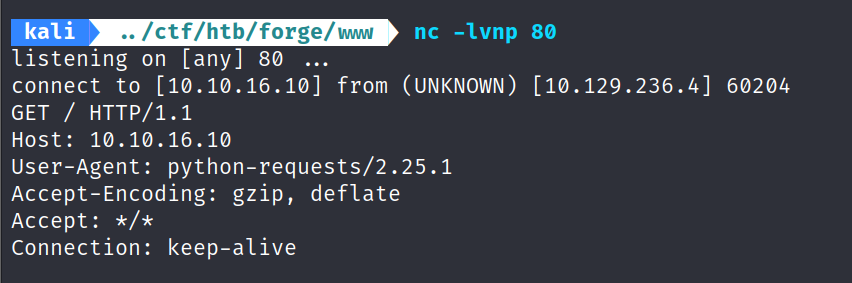 kali ../ctf/htb/forge/www nc -lvnp 80
listening on [any] 80 ...
connect to [10.10.16.10] from (UNKNOWN) [10.129.236.4] 60204
GET / HTTP/1.1
Host: 10.10.16.10
User-Agent: python-requests/2.25.1
Accept-Encoding: gzip, deflate
Accept: */*
Connection: keep-alive